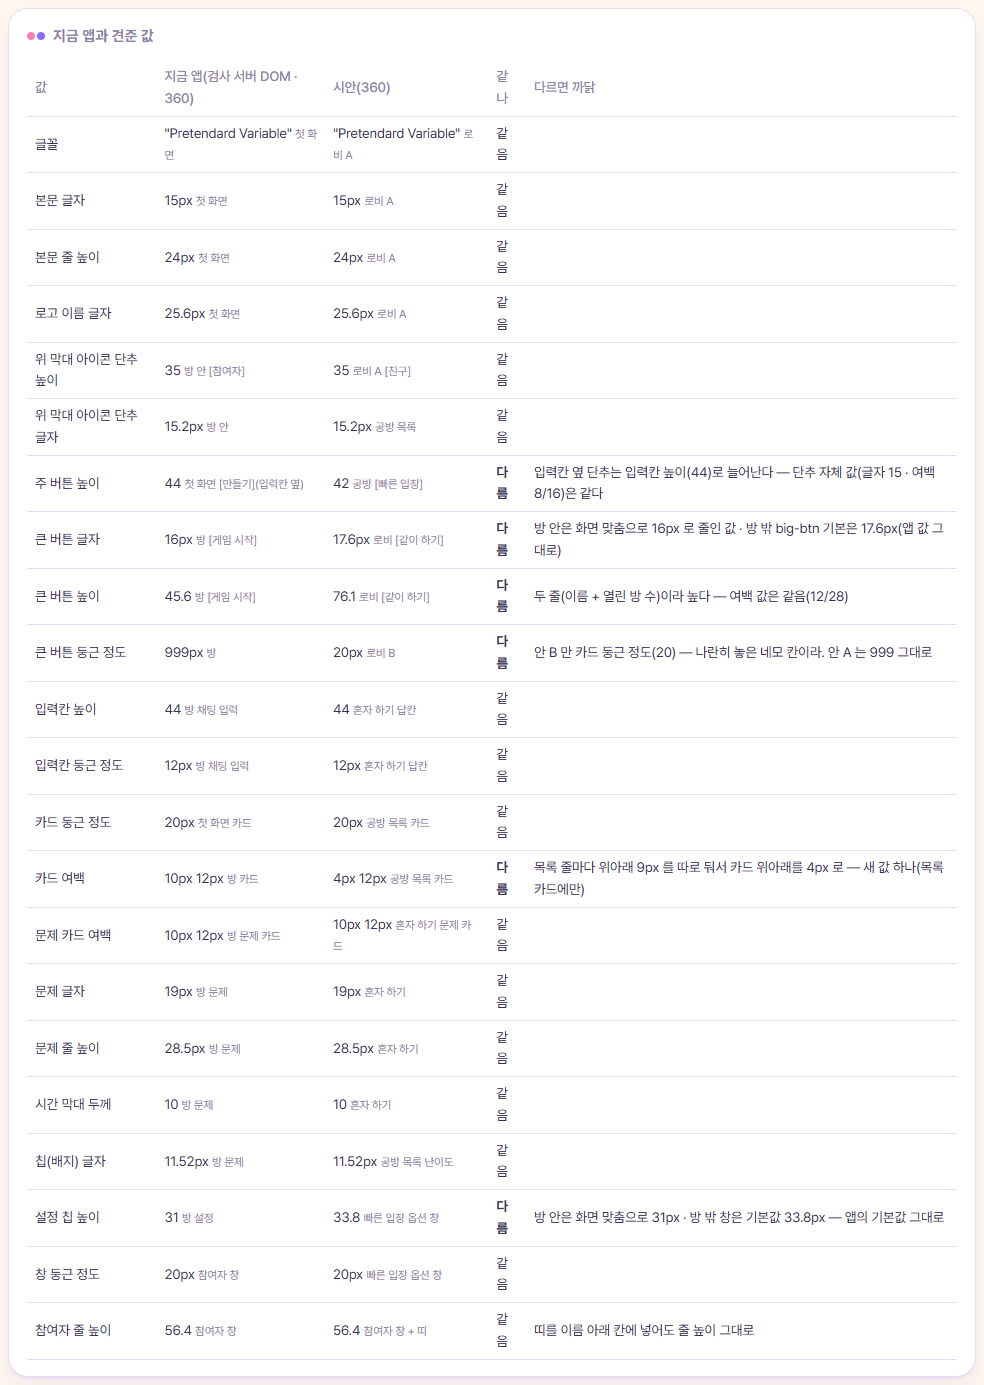 지금 앱과 견준 값
값
지금 앱(검사 서버 DOM ·
360)
시안(360)
같
나
다르면 까닭
글꼴
"Pretendard Variable" 첫 화
면
"Pretendard Variable" 로
비 A
같
음
본문 글자
15px 첫 화면
15px 로비 A
같
음
본문 줄 높이
24px 첫 화면
24px 로비 A
같
음
로고 이름 글자
25.6px 첫 화면
25.6px 로비 A
같
음
위 막대 아이콘 단추
높이
35 방 안 [참여자]
35 로비 A [친구]
같
음
위 막대 아이콘 단추
글자
15.2px 방 안
15.2px 공방 목록
같
음
주 버튼 높이
44 첫 화면 [만들기](입력칸 옆)
42 공방 [빠른 입장]
다
름
입력칸 옆 단추는 입력칸 높이(44)로 늘어난다 — 단추 자체 값(글자 15 · 여백
8/16)은 같다
큰 버튼 글자
16px 방 [게임 시작]
17.6px 로비 [같이 하기]
다
름
방 안은 화면 맞춤으로 16px 로 줄인 값 · 방 밖 big-btn 기본은 17.6px(앱 값 그
대로)
큰 버튼 높이
45.6 방 [게임 시작]
76.1 로비 [같이 하기]
다
름
두 줄(이름 + 열린 방 수)이라 높다 — 여백 값은 같음(12/28)
큰 버튼 둥근 정도
999px 방
20px 로비 B
다
름
안 B 만 카드 둥근 정도(20) — 나란히 놓은 네모 칸이라. 안 A 는 999 그대로
입력칸 높이
44 방 채팅 입력
44 혼자 하기 답칸
같
음
입력칸 둥근 정도
12px 방 채팅 입력
12px 혼자 하기 답칸
같
음
카드 둥근 정도
20px 첫 화면 카드
20px 공방 목록 카드
같
음
카드 여백
10px 12px 방 카드
4px 12px 공방 목록 카드
다
름
목록 줄마다 위아래 9px 를 따로 둬서 카드 위아래를 4px 로 — 새 값 하나(목록
카드에만)
문제 카드 여백
10px 12px 방 문제 카드
10px 12px 혼자 하기 문제 카
드
같
음
문제 글자
19px 방 문제
19px 혼자 하기
같
음
문제 줄 높이
28.5px 방 문제
28.5px 혼자 하기
같
음
시간 막대 두께
10 방 문제
10 혼자 하기
같
음
칩(배지) 글자
11.52px 방 문제
11.52px 공방 목록 난이도
같
음
설정 칩 높이
31 방 설정
33.8 빠른 입장 옵션 창
다
름
방 안은 화면 맞춤으로 31px · 방 밖 창은 기본값 33.8px — 앱의 기본값 그대로
창 둥근 정도
20px 참여자 창
20px 빠른 입장 옵션 창
같
음
참여자 줄 높이
56.4 참여자 창
56.4 참여자 창 + 띠
같
음
띠를 이름 아래 칸에 넣어도 줄 높이 그대로